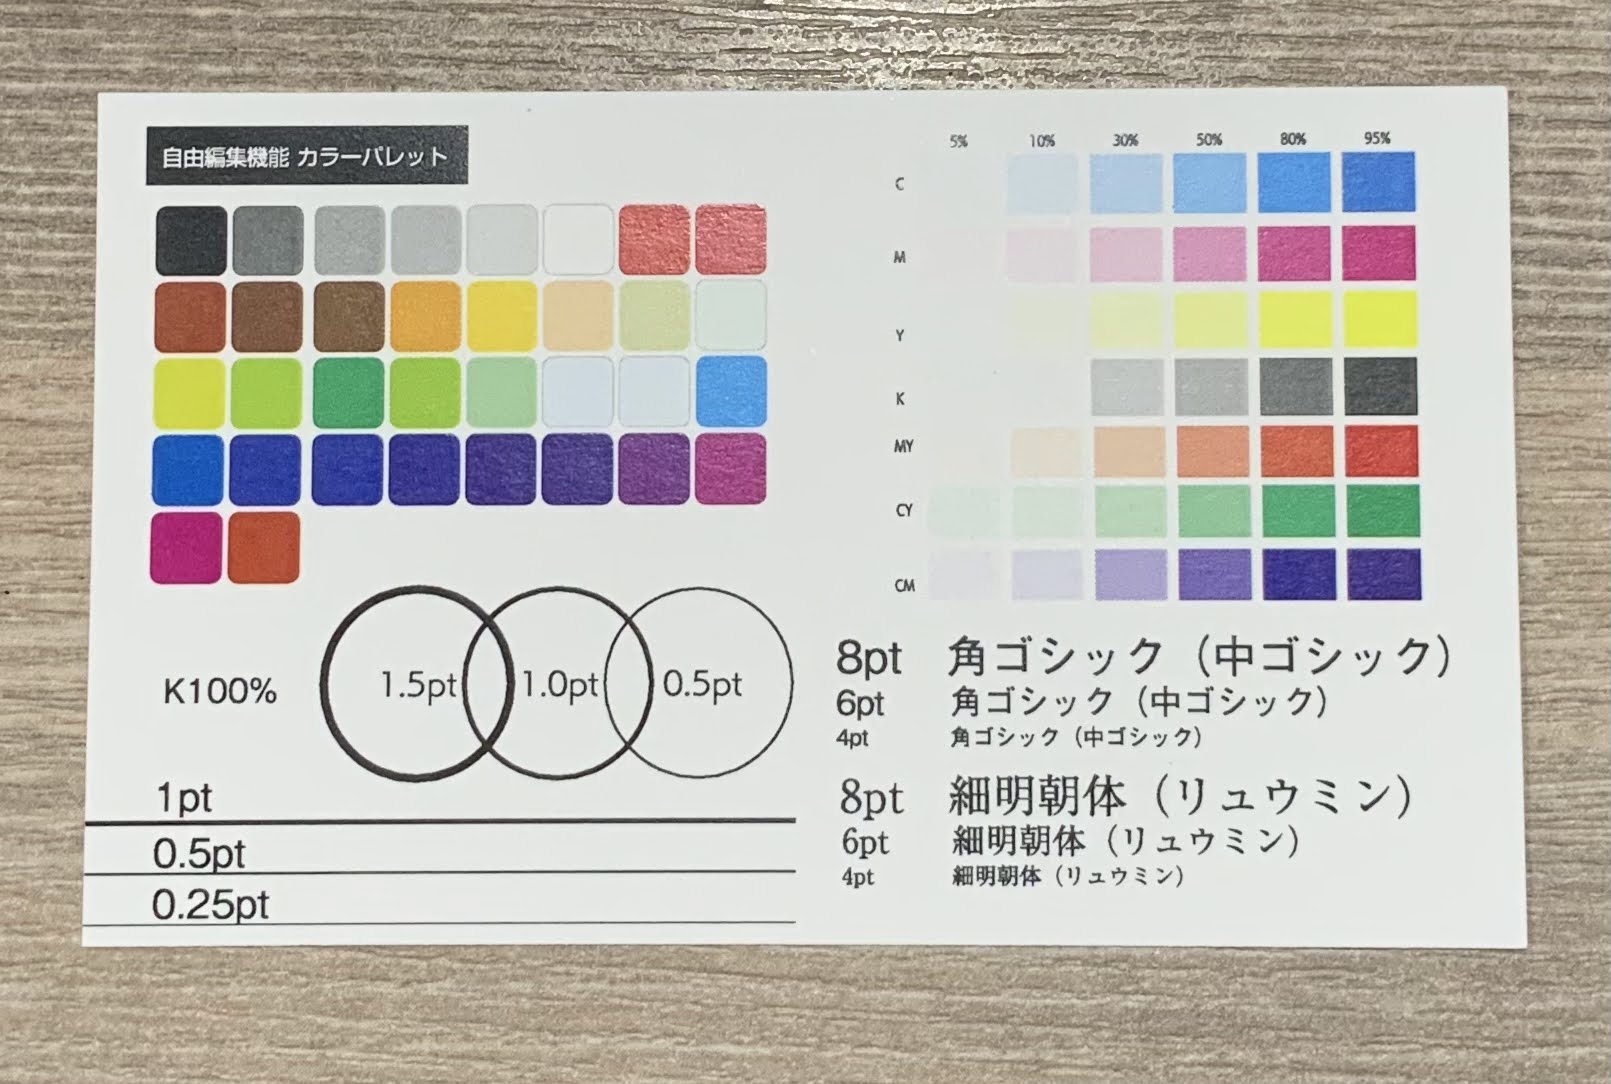 自由編集機能 カラーパレット
5% 10% 30% 50% 80% 95%
C
M
Y
K
MY
CY
CM
K100% 1.5pt 1.0pt 0.5pt
1pt
0.5pt
0.25pt
8pt 角ゴシック（中ゴシック）
6pt 角ゴシック（中ゴシック）
4pt 角ゴシック（中ゴシック）
8pt 細明朝体（リュウミン）
6pt 細明朝体（リュウミン）
4pt 細明朝体（リュウミン）